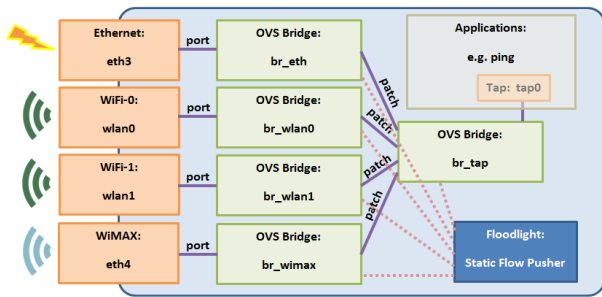 Ethernet:
eth3
port
OVS Bridge:
br_eth
Applications:
e.g. ping
Tap: tap0
WiFi-0:
wlan0
port
OVS Bridge:
br_wlan0
patch
patch
OVS Bridge:
br_tap
WiFi-1:
wlan1
port
OVS Bridge:
br_wlan1
patch
patch
WiMAX:
eth4
port
OVS Bridge:
br_wimax
Floodlight:
Static Flow Pusher